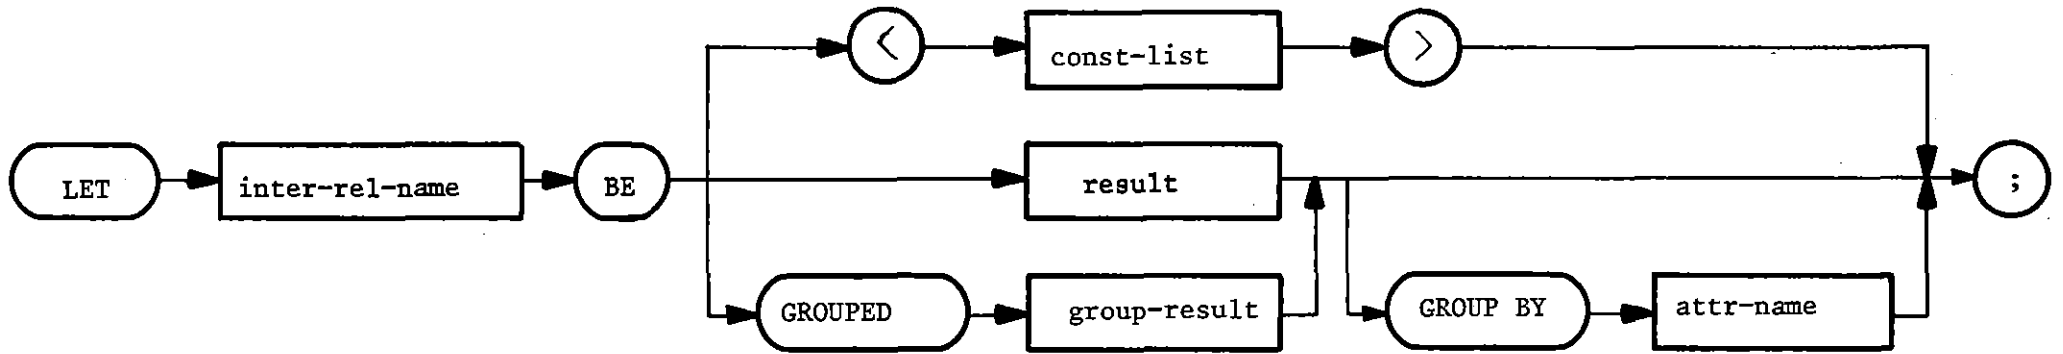 < const-list >
LET inter-rel-name BE result ;
GROUPED group-result GROUP BY attr-name